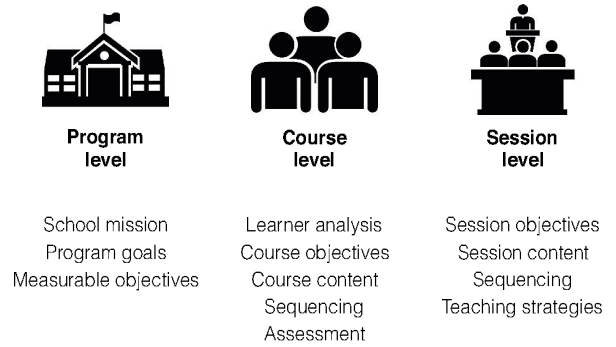 Program
level
School mission
Program goals
Measurable objectives
Course
level
Learner analysis
Course objectives
Course content
Sequencing
Assessment
Session
level
Session objectives
Session content
Sequencing
Teaching strategies